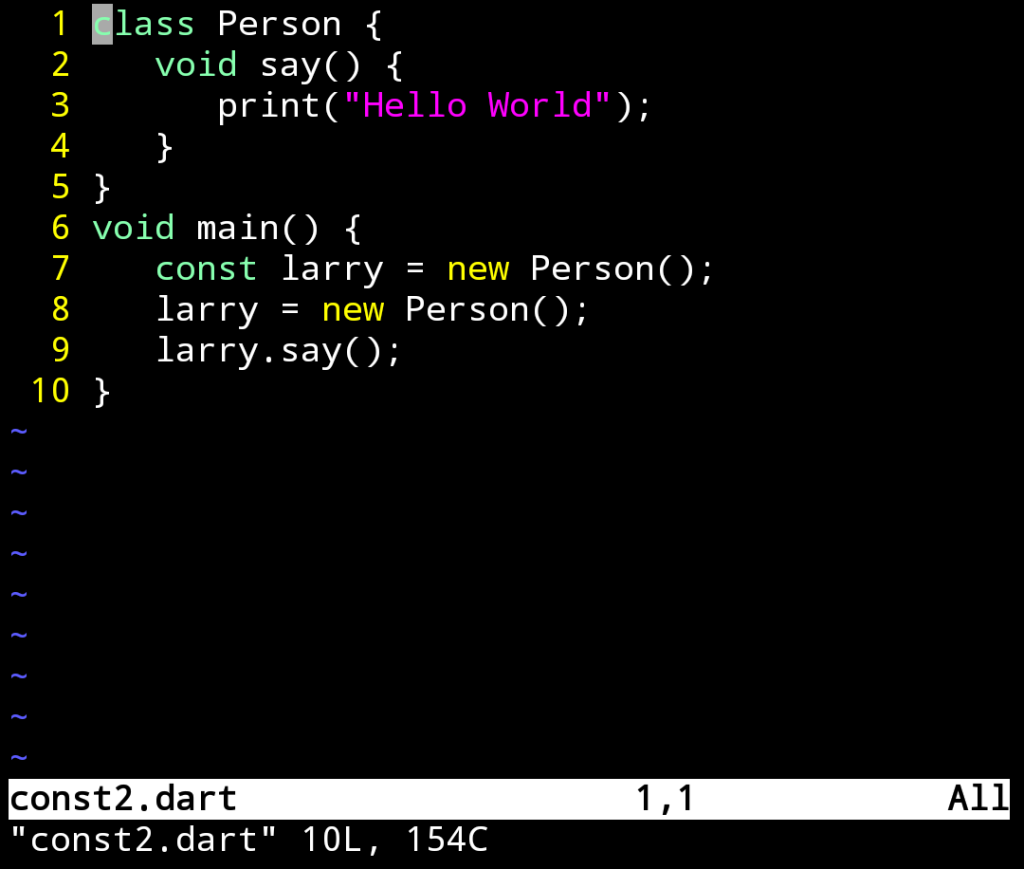 1 class Person {
2    void say() {
3       print("Hello World");
4    }
5 }
6 void main() {
7    const larry = new Person();
8    larry = new Person();
9    larry.say();
10 }
~
~
~
~
~
~
~
~
~
const2.dart 1,1 All
"const2.dart" 10L, 154C